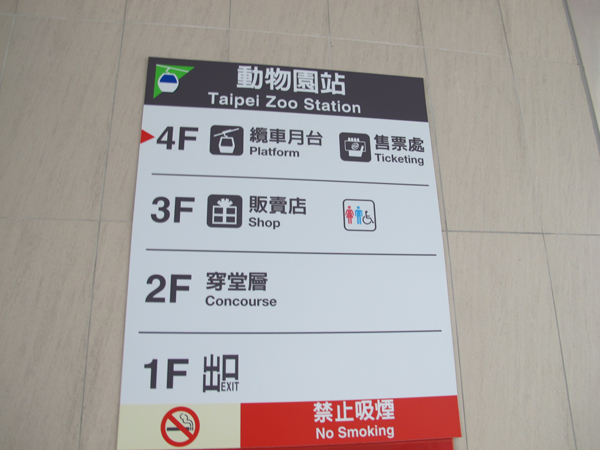 動物園站
Taipei Zoo Station
4F 纜車月台 售票處
Platform Ticketing
3F 販賣店
Shop
2F 穿堂層
Concourse
1F 出口
EXIT
禁止吸煙
No Smoking